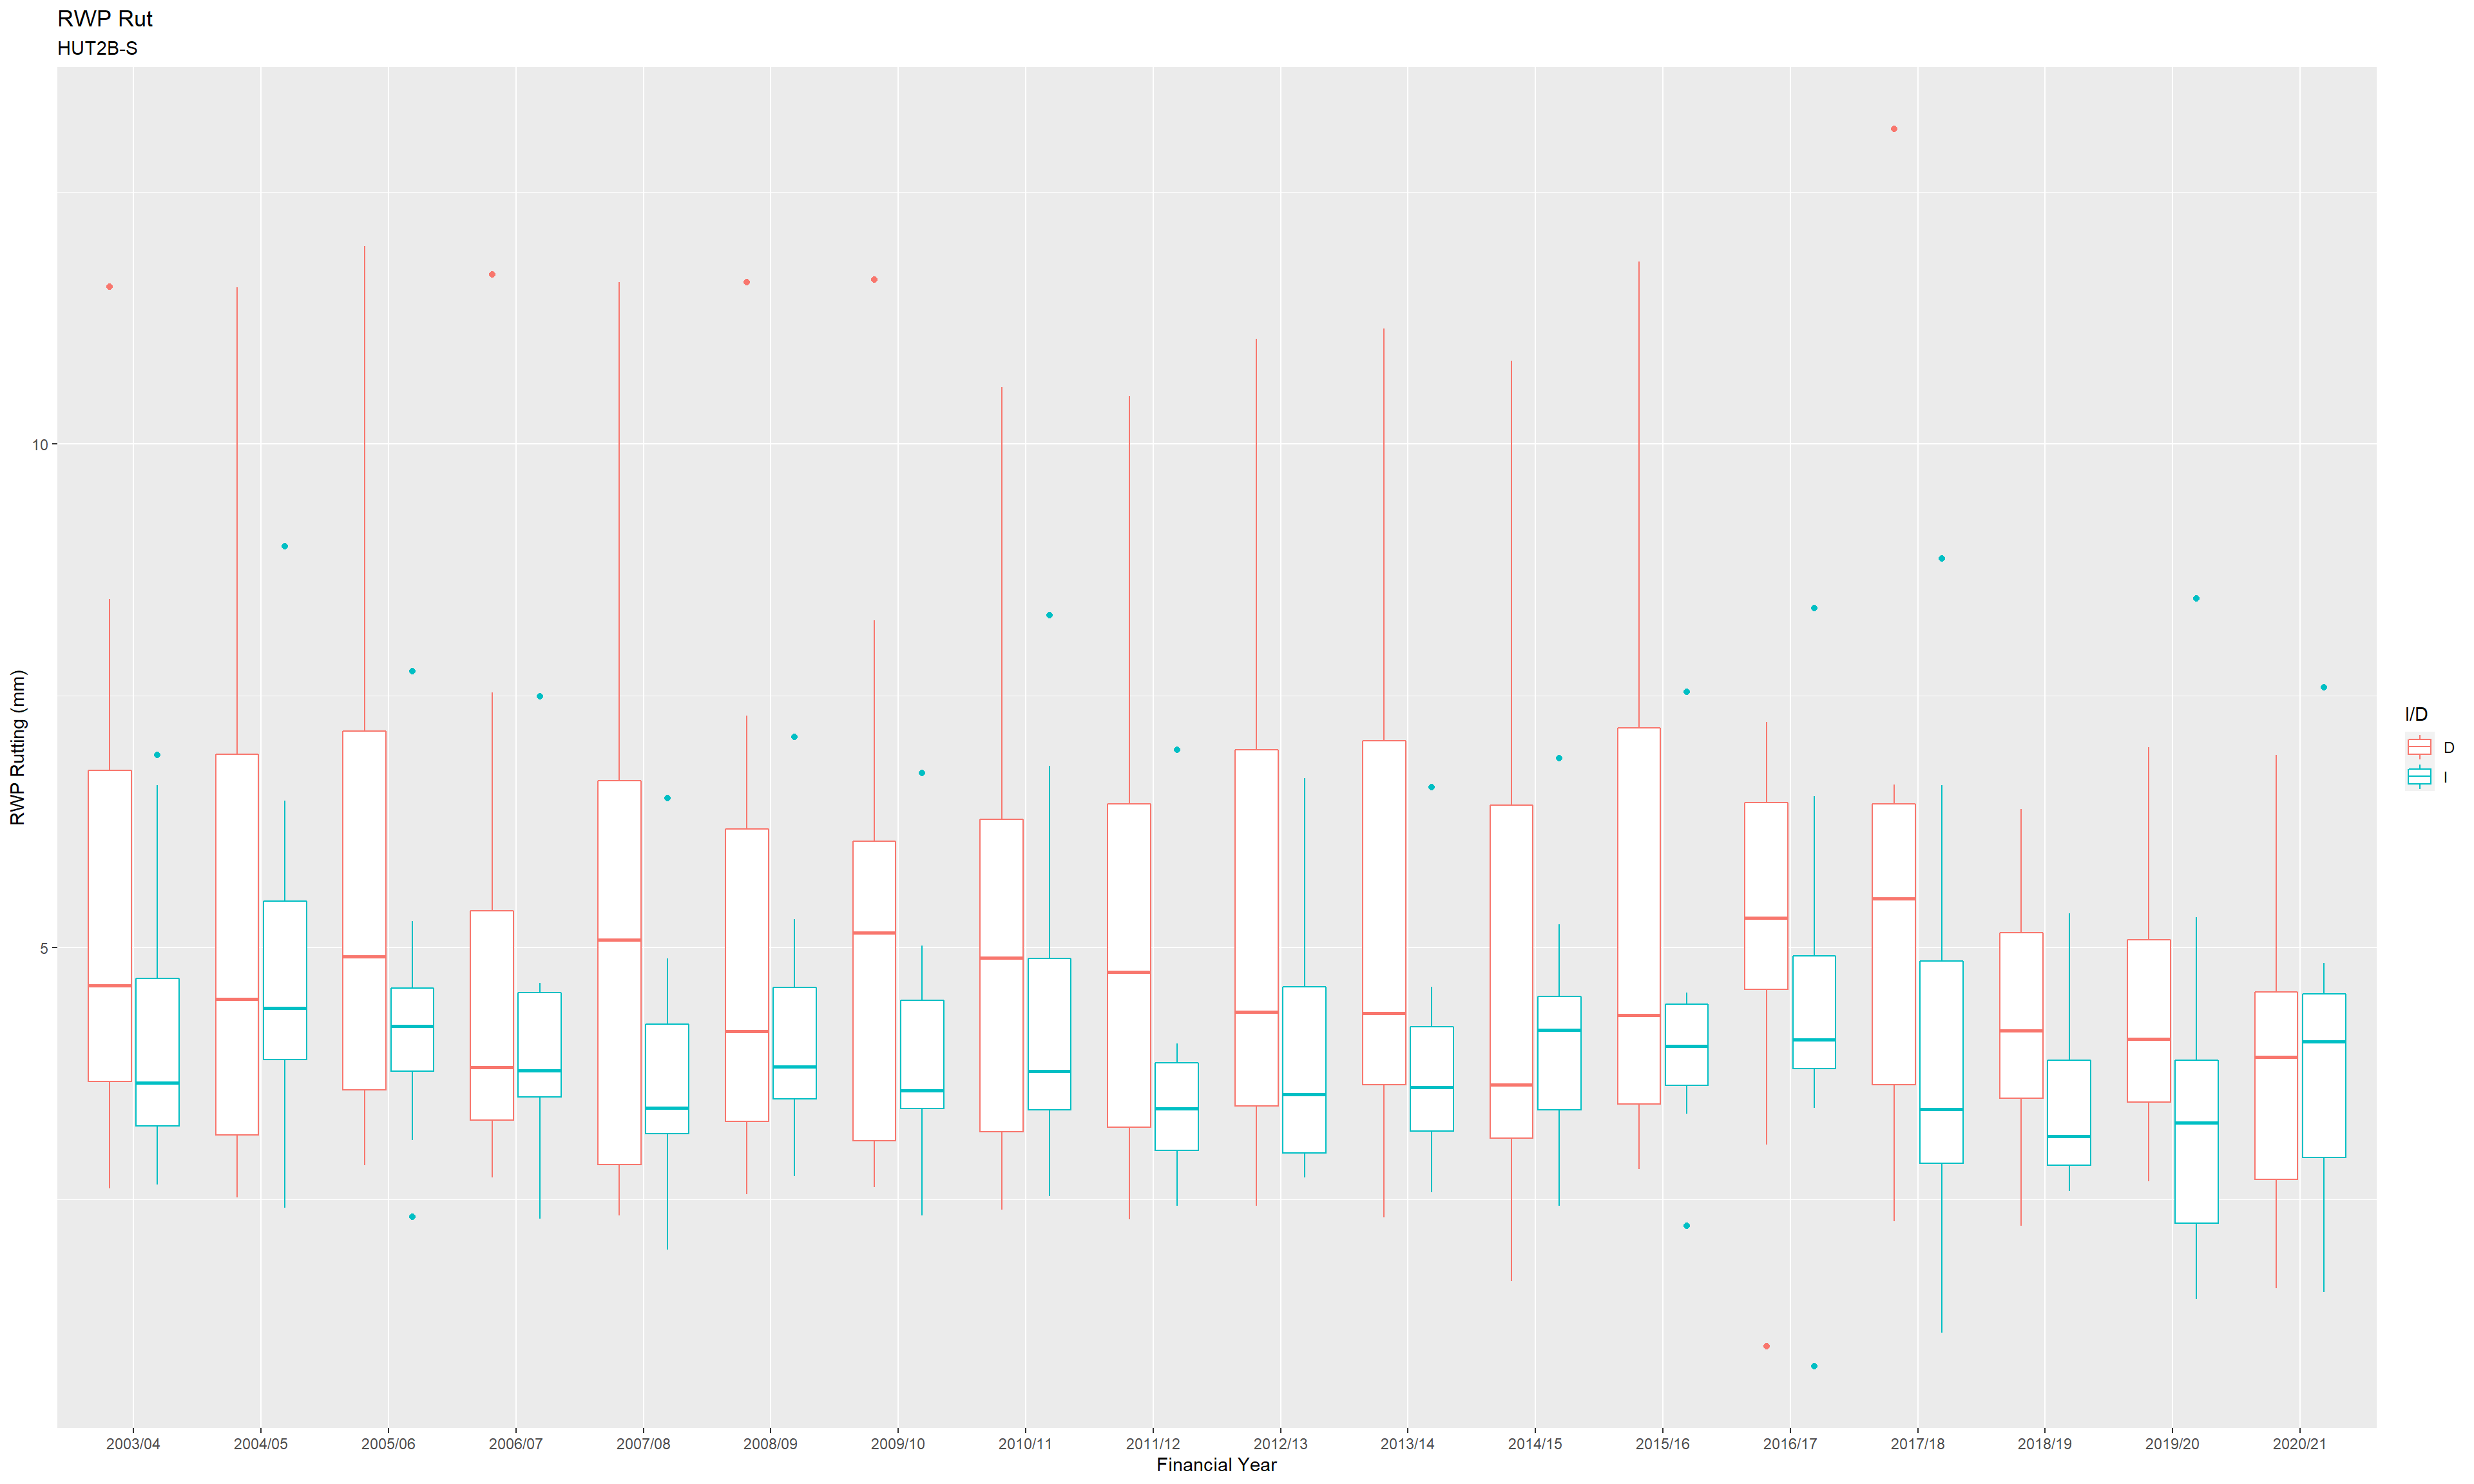 RWP Rut
HUT2B-S
RWP Rutting (mm)
10
5
2003/04 2004/05 2005/06 2006/07 2007/08 2008/09 2009/10 2010/11 2011/12 2012/13 2013/14 2014/15 2015/16 2016/17 2017/18 2018/19 2019/20 2020/21
Financial Year
I/D
D
I